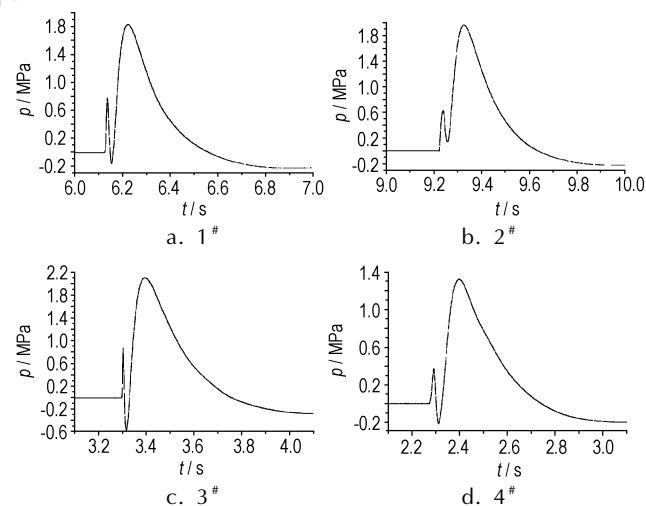 1.8
1.4
1.0
0.6
0.2
-0.2
p / MPa
6.0 6.2 6.4 6.6 6.8 7.0
t / s
a. 1#
1.8
1.4
1.0
0.6
0.2
-0.2
p / MPa
9.0 9.2 9.4 9.6 9.8 10.0
t / s
b. 2#
2.2
1.8
1.4
1.0
0.6
0.2
-0.2
-0.6
p / MPa
3.2 3.4 3.6 3.8 4.0
t / s
c. 3#
1.4
1.0
0.6
0.2
-0.2
p / MPa
2.2 2.4 2.6 2.8 3.0
t / s
d. 4#